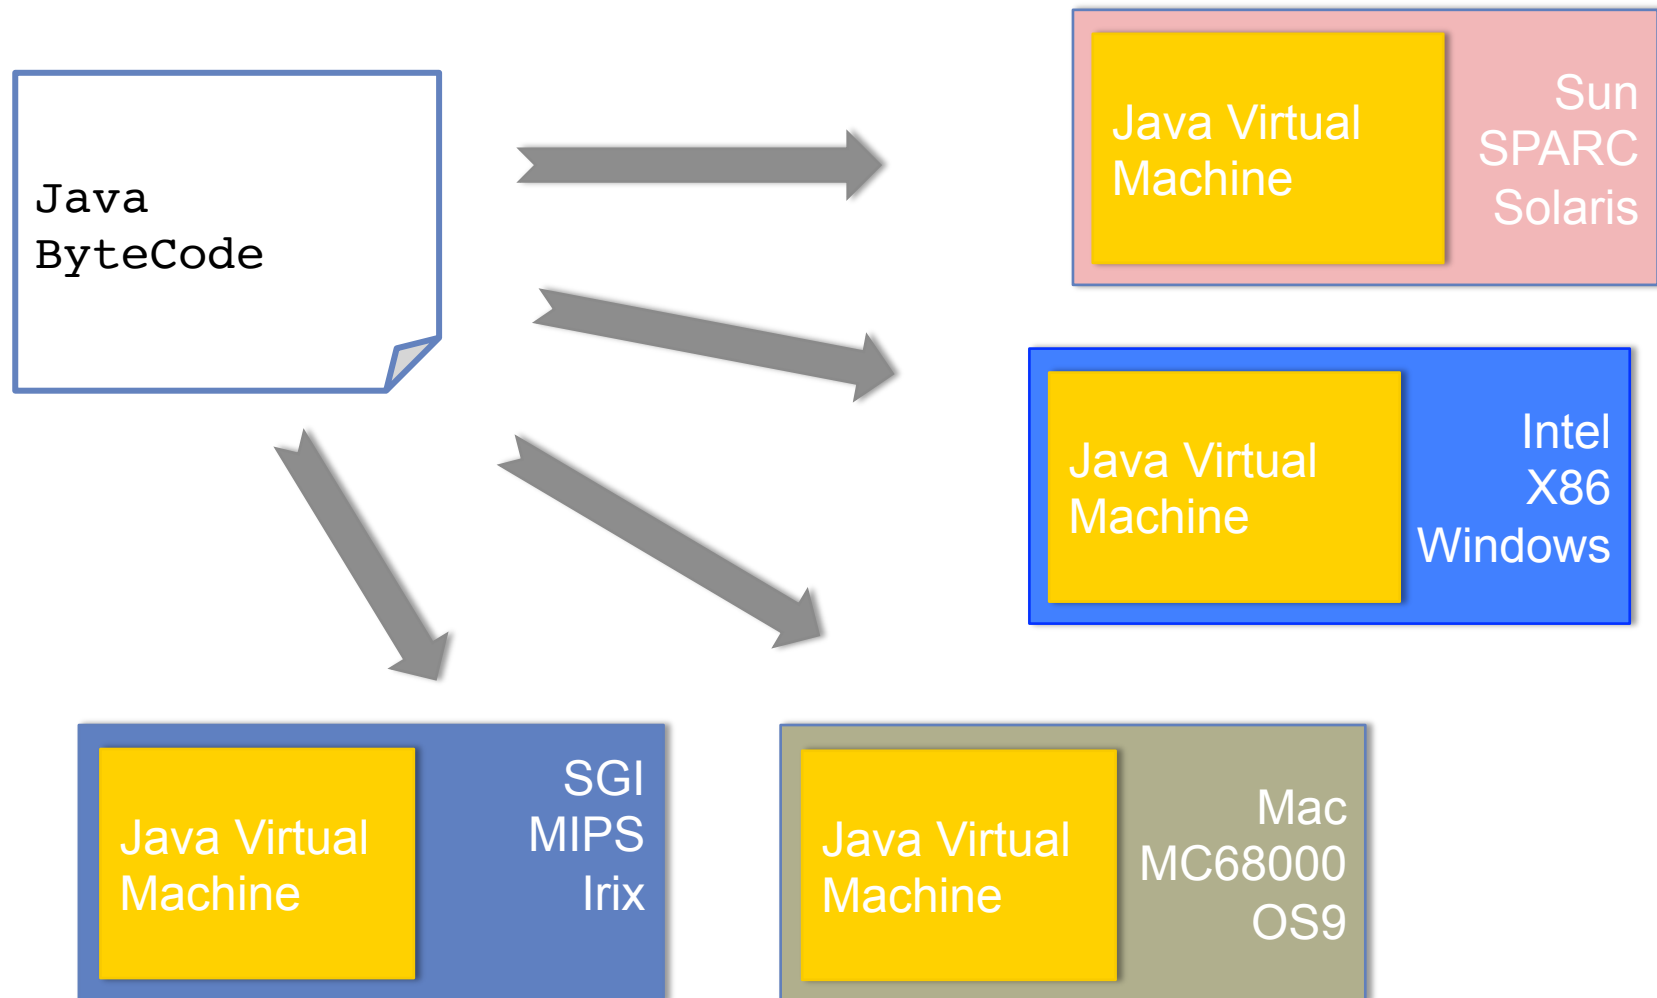 Java
ByteCode
Java Virtual
Machine
Sun
SPARC
Solaris
Java Virtual
Machine
Intel
X86
Windows
Java Virtual
Machine
SGI
MIPS
Irix
Java Virtual
Machine
Mac
MC68000
OS9